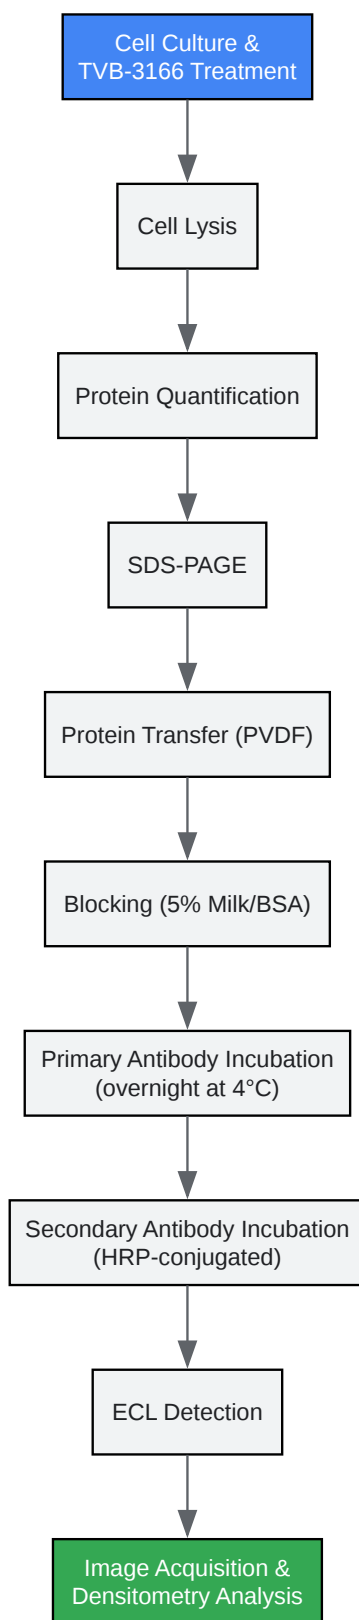 Cell Culture &
TVB-3166 Treatment
Cell Lysis
Protein Quantification
SDS-PAGE
Protein Transfer (PVDF)
Blocking (5% Milk/BSA)
Primary Antibody Incubation
(overnight at 4°C)
Secondary Antibody Incubation
(HRP-conjugated)
ECL Detection
Image Acquisition &
Densitometry Analysis